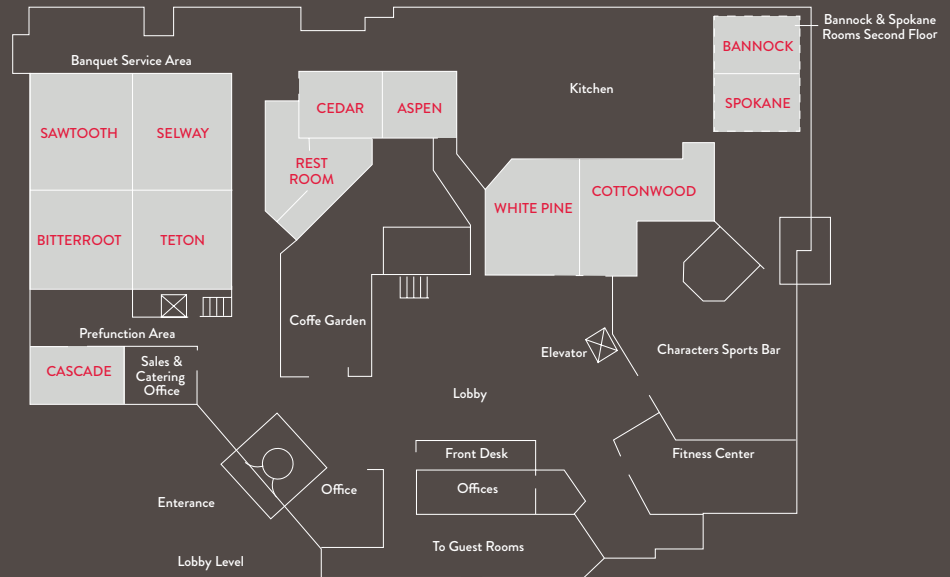 Bannock & Spokane
Rooms Second Floor
BANNOCK
Banquet Service Area
Kitchen
SPOKANE
CEDAR
ASPEN
SAWTOOTH
SELWAY
REST
ROOM
COTTONWOOD
WHITE PINE
BITTERROOT
TETON
Coffe Garden
Prefunction Area
Elevator
Characters Sports Bar
CASCADE
Sales &
Catering
Office
Lobby
Front Desk
Fitness Center
Office
Offices
Entrance
To Guest Rooms
Lobby Level